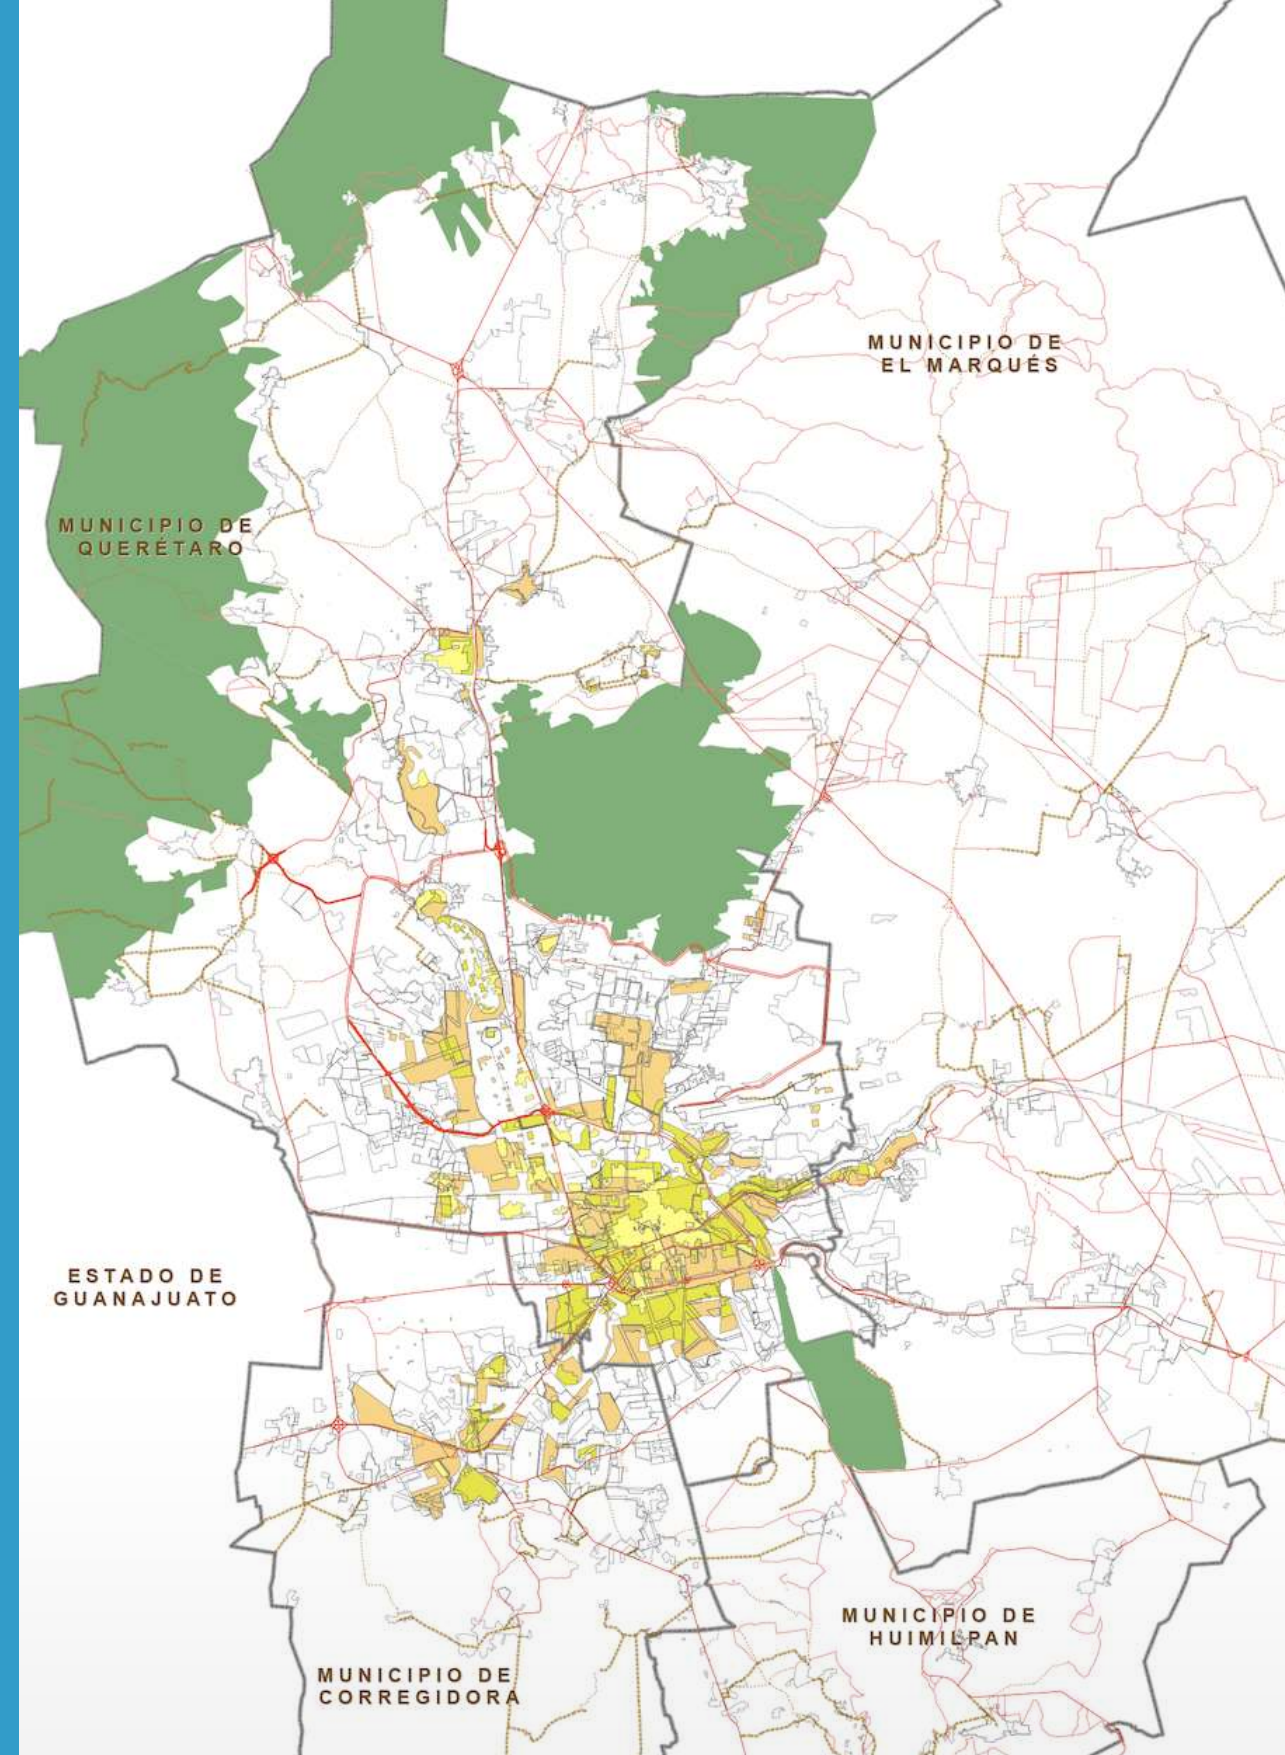 MUNICIPIO DE
EL MARQUÉS
MUNICIPIO DE
QUERÉTARO
ESTADO DE
GUANAJUATO
MUNICIPIO DE
HUIMILPAN
MUNICIPIO DE
CORREGIDORA